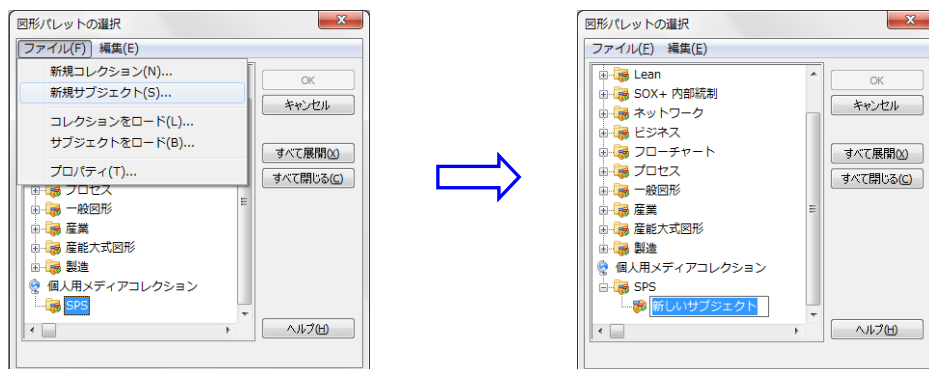 図形パレットの選択
ファイル(F) 編集(E)
新規コレクション(N)...
新規サブジェクト(S)...
コレクションをロード(L)...
サブジェクトをロード(B)...
プロパティ(T)...
プロセス
一般図形
産業
産能大式図形
製造
個人用メディアコレクション
SPS
OK
キャンセル
すべて展開(X)
すべて閉じる(C)
ヘルプ(H)
図形パレットの選択
ファイル(F) 編集(E)
Lean
SOX+ 内部統制
ネットワーク
ビジネス
フローチャート
プロセス
一般図形
産業
産能大式図形
製造
個人用メディアコレクション
SPS
新しいサブジェクト
OK
キャンセル
すべて展開(X)
すべて閉じる(C)
ヘルプ(H)